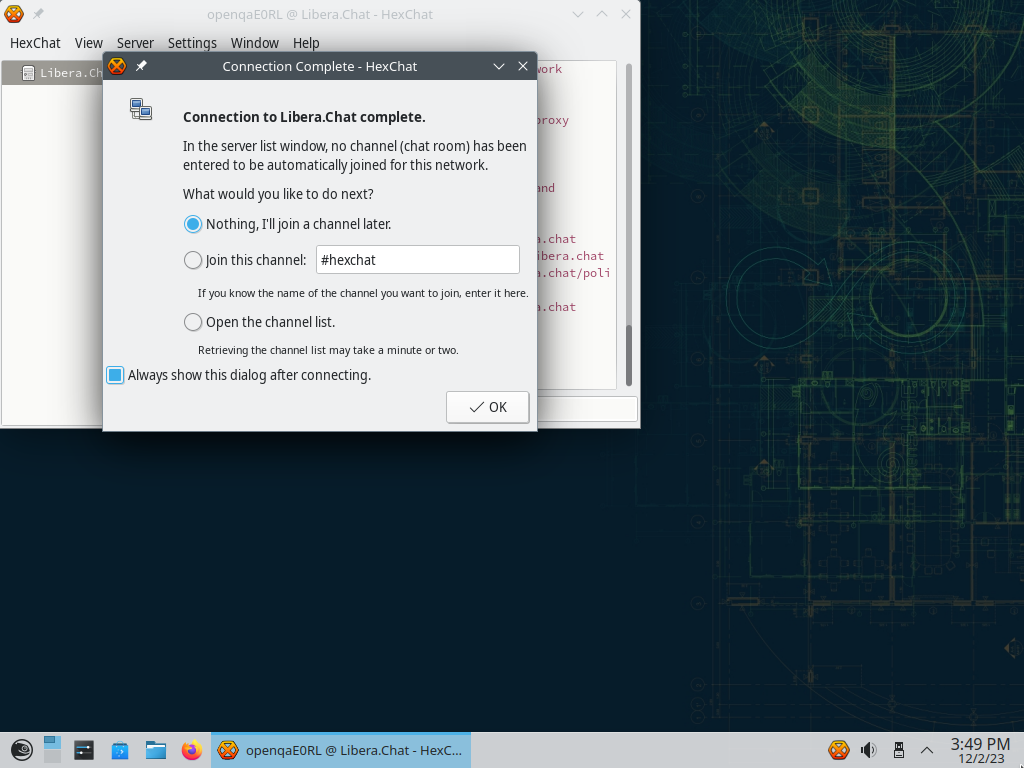 openqaE0RL @ Libera.Chat - HexChat
HexChat View Server Settings Window Help
Libera.Ch
work
proxy
and
a.chat
ibera.chat
a.chat/poli
a.chat
Connection Complete - HexChat
Connection to Libera.Chat complete.
In the server list window, no channel (chat room) has been
entered to be automatically joined for this network.
What would you like to do next?
Nothing, I'll join a channel later.
Join this channel: #hexchat
If you know the name of the channel you want to join, enter it here.
Open the channel list.
Retrieving the channel list may take a minute or two.
Always show this dialog after connecting.
OK
openqaE0RL @ Libera.Chat - HexC...
3:49 PM
12/2/23